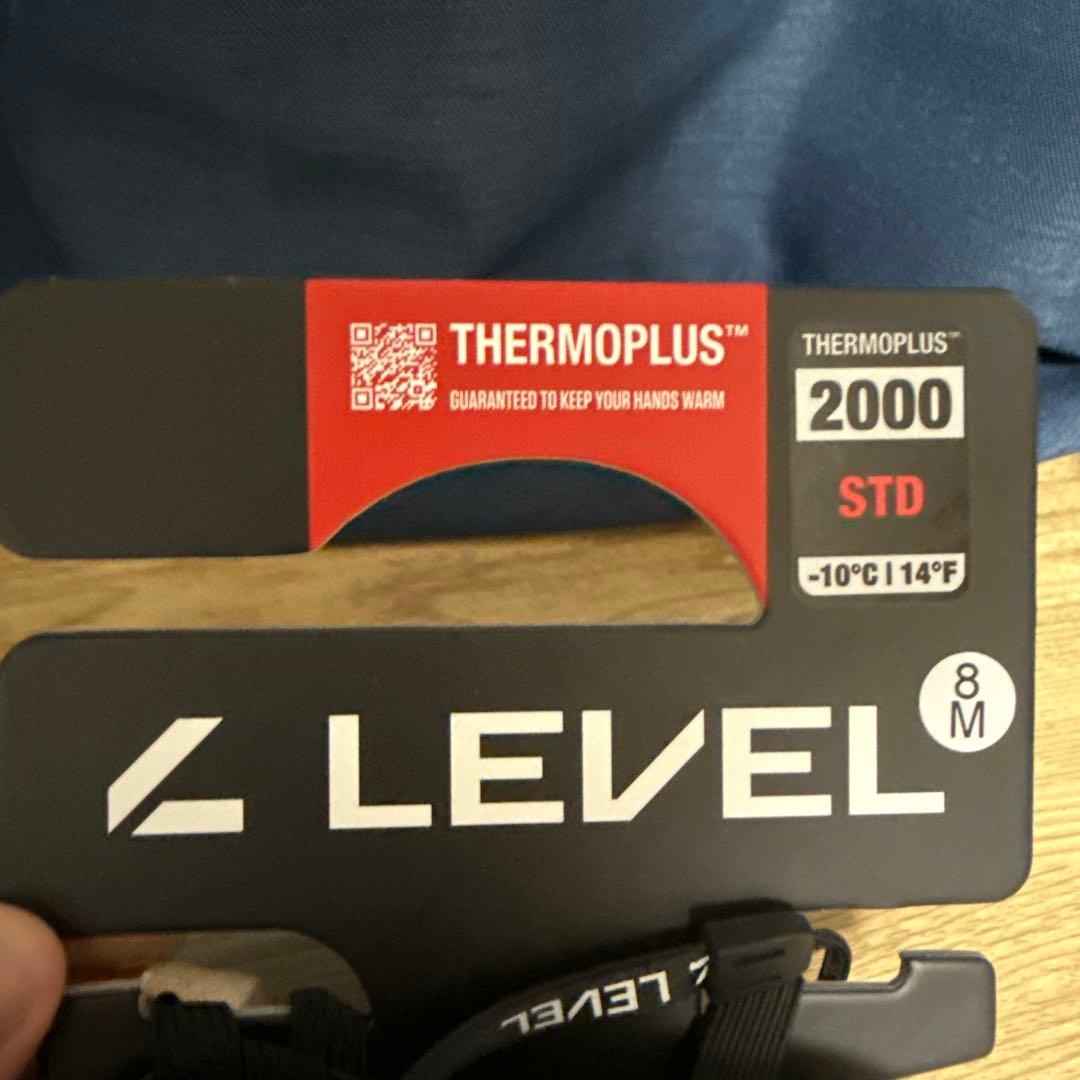 THERMOPLUS™
GUARANTEED TO KEEP YOUR HANDS WARM
THERMOPLUS™
2000
STD
-10°C | 14°F
8
M
LEVEL
LEVEL